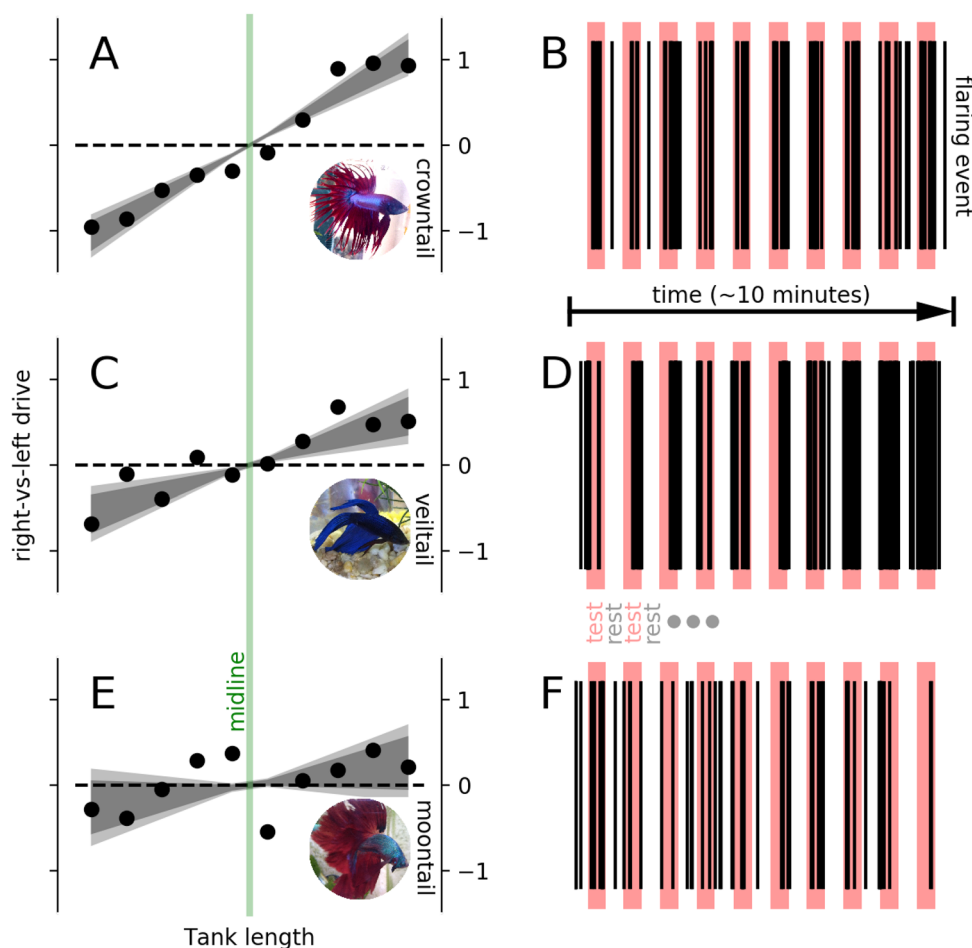 A
1
0
−1
crowntail
B
flaring event
time (~10 minutes)
right-vs-left drive
C
1
0
−1
veiltail
D
test
rest
test
rest
E
midline
1
0
−1
moontail
F
Tank length